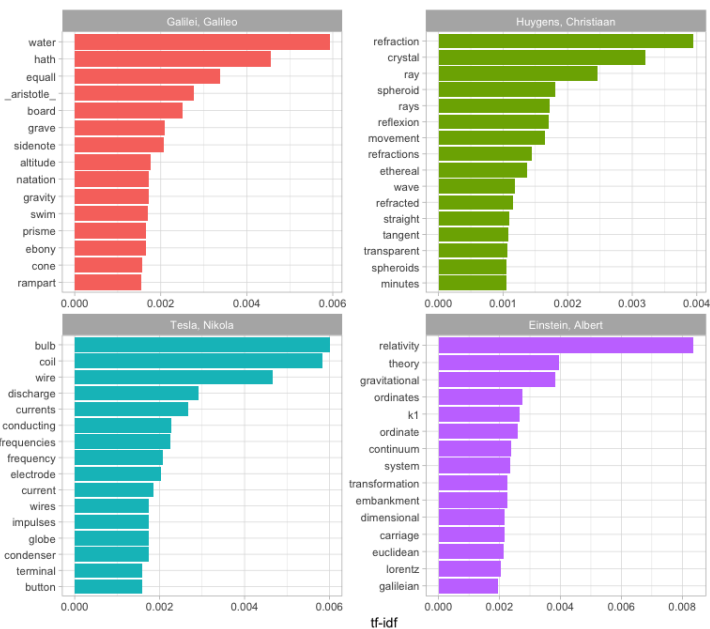 Galilei, Galileo
water
hath
equall
_aristotle_
board
grave
sidenote
altitude
natation
gravity
swim
prisme
ebony
cone
rampart
0.000 0.002 0.004 0.006
Huygens, Christiaan
refraction
crystal
ray
spheroid
rays
reflexion
movement
refractions
ethereal
wave
refracted
straight
tangent
transparent
spheroids
minutes
0.000 0.001 0.002 0.003 0.004
Tesla, Nikola
bulb
coil
wire
discharge
currents
conducting
frequencies
frequency
electrode
current
wires
impulses
globe
condenser
terminal
button
0.000 0.002 0.004 0.006
Einstein, Albert
relativity
theory
gravitational
ordinates
k1
ordinate
continuum
system
transformation
embankment
dimensional
carriage
euclidean
lorentz
galileian
0.000 0.002 0.004 0.006 0.008
tf-idf